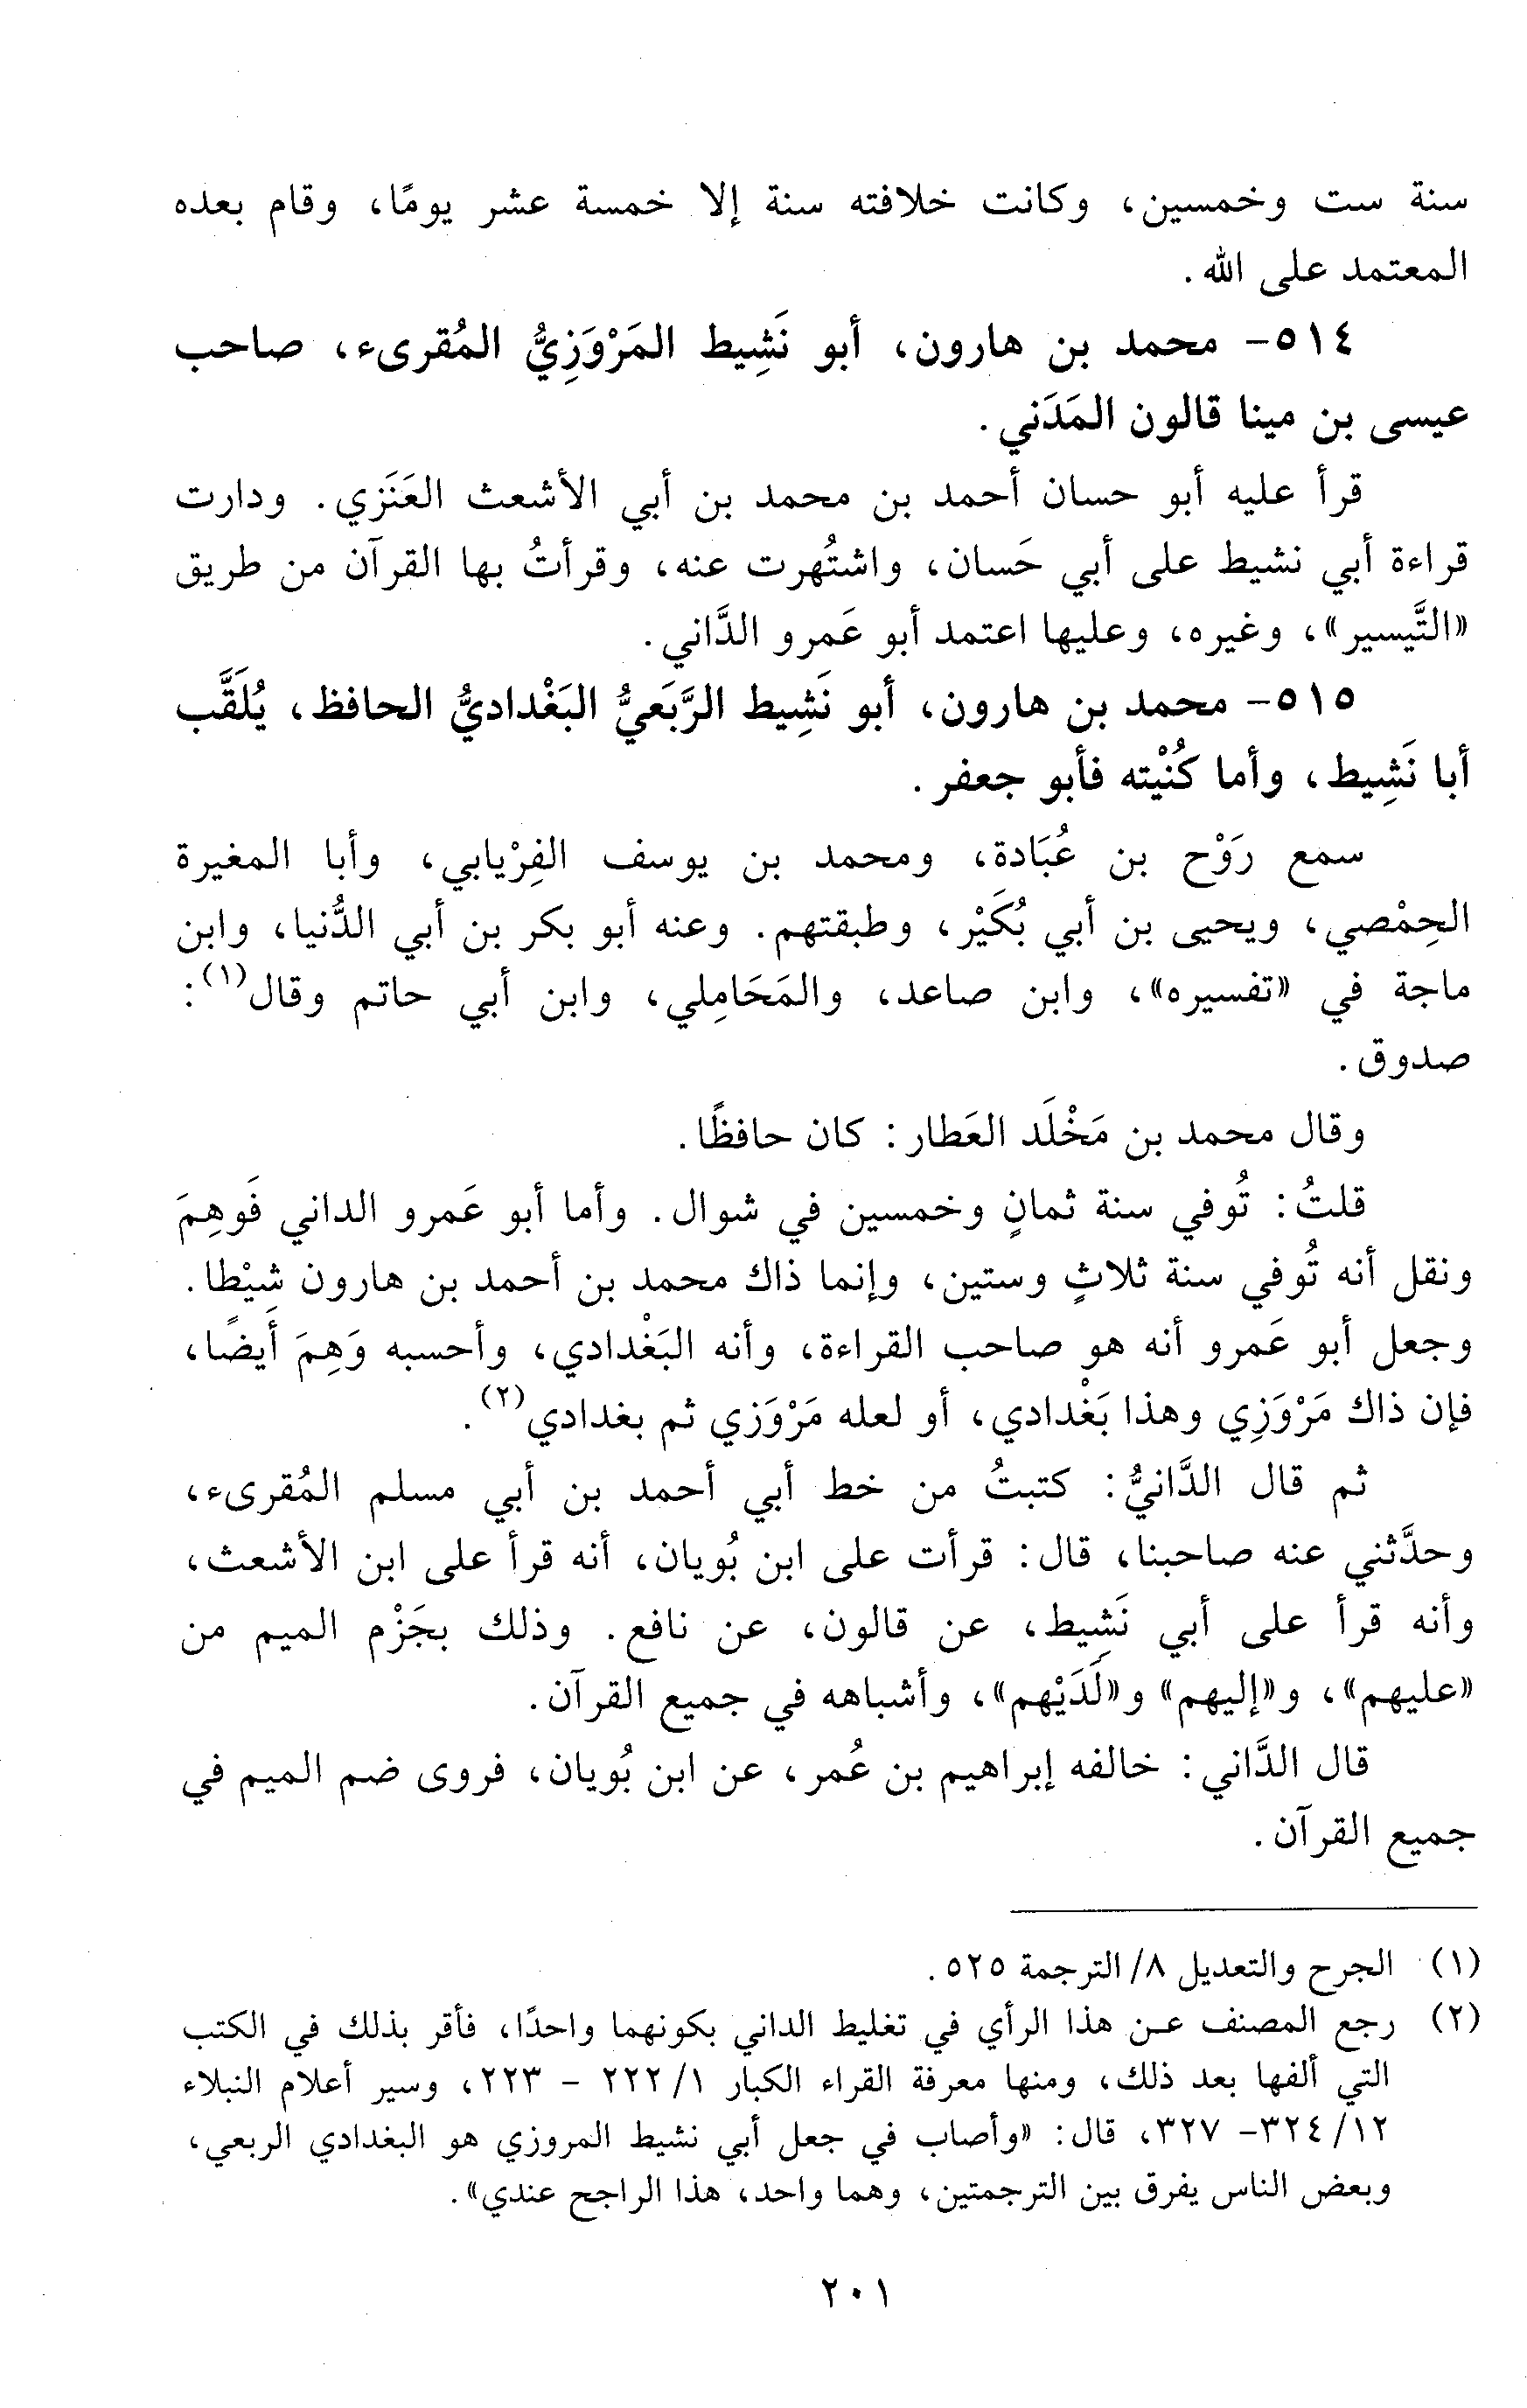 سنة ست وخمسين، وكانت خلافته سنة إلا خمسة عشر يومًا، وقام بعده
المعتمد على الله.
٥١٤- محمد بن هارون، أبو نَشِيط المَرْوَزِيُّ المُقرىء، صاحب
عيسى بن مينا قالون المَدَني.
قرأ عليه أبو حسان أحمد بن محمد بن أبي الأشعث العَنَزي. ودارت
قراءة أبي نشيط على أبي حَسان، واشتُهرت عنه، وقرأتُ بها القرآن من طريق
«التَّيسير»، وغيره، وعليها اعتمد أبو عَمرو الدَّاني.
٥١٥- محمد بن هارون، أبو نَشِيط الرَّبَعيُّ البَغْداديُّ الحافظ، يُلَقَّب
أبا نَشِيط، وأما كُنْيته فأبو جعفر.
سمع رَوْح بن عُبَادة، ومحمد بن يوسف الفِرْيابي، وأبا المغيرة
الحِمْصي، ويحيى بن أبي بُكَيْر، وطبقتهم. وعنه أبو بكر بن أبي الدُّنيا، وابن
ماجة في «تفسيره»، وابن صاعد، والمَحَامِلي، وابن أبي حاتم وقال(١):
صدوق.
وقال محمد بن مَخْلَد العَطار: كان حافظًا.
قلتُ: تُوفي سنة ثمانٍ وخمسين في شوال. وأما أبو عَمرو الداني فَوهِمَ
ونقل أنه تُوفي سنة ثلاثٍ وستين، وإنما ذاك محمد بن أحمد بن هارون شيْطا.
وجعل أبو عَمرو أنه هو صاحب القراءة، وأنه البَغْدادي، وأحسبه وَهِمَ أيضًا،
فإن ذاك مَرْوَزِي وهذا بَغْدادي، أو لعله مَرْوَزي ثم بغدادي(٢).
ثم قال الدَّانيُّ: كتبتُ من خط أبي أحمد بن أبي مسلم المُقرىء،
وحدَّثني عنه صاحبنا، قال: قرأت على ابن بُويان، أنه قرأ على ابن الأشعث،
وأنه قرأ على أبي نَشِيط، عن قالون، عن نافع. وذلك بجَزْم الميم من
«عليهم»، و«إليهم» و«لَدَيْهم»، وأشباهه في جميع القرآن.
قال الدَّاني: خالفه إبراهيم بن عُمر، عن ابن بُويان، فروى ضم الميم في
جميع القرآن.
(١) الجرح والتعديل ٨/ الترجمة ٥٢٥.
(٢) رجع المصنف عن هذا الرأي في تغليط الداني بكونهما واحدًا، فأقر بذلك في الكتب
التي ألفها بعد ذلك، ومنها معرفة القراء الكبار ١/ ٢٢٢ - ٢٢٣، وسير أعلام النبلاء
١٢/ ٣٢٤- ٣٢٧، قال: «وأصاب في جعل أبي نشيط المروزي هو البغدادي الربعي،
وبعض الناس يفرق بين الترجمتين، وهما واحد، هذا الراجح عندي».
٢٠١